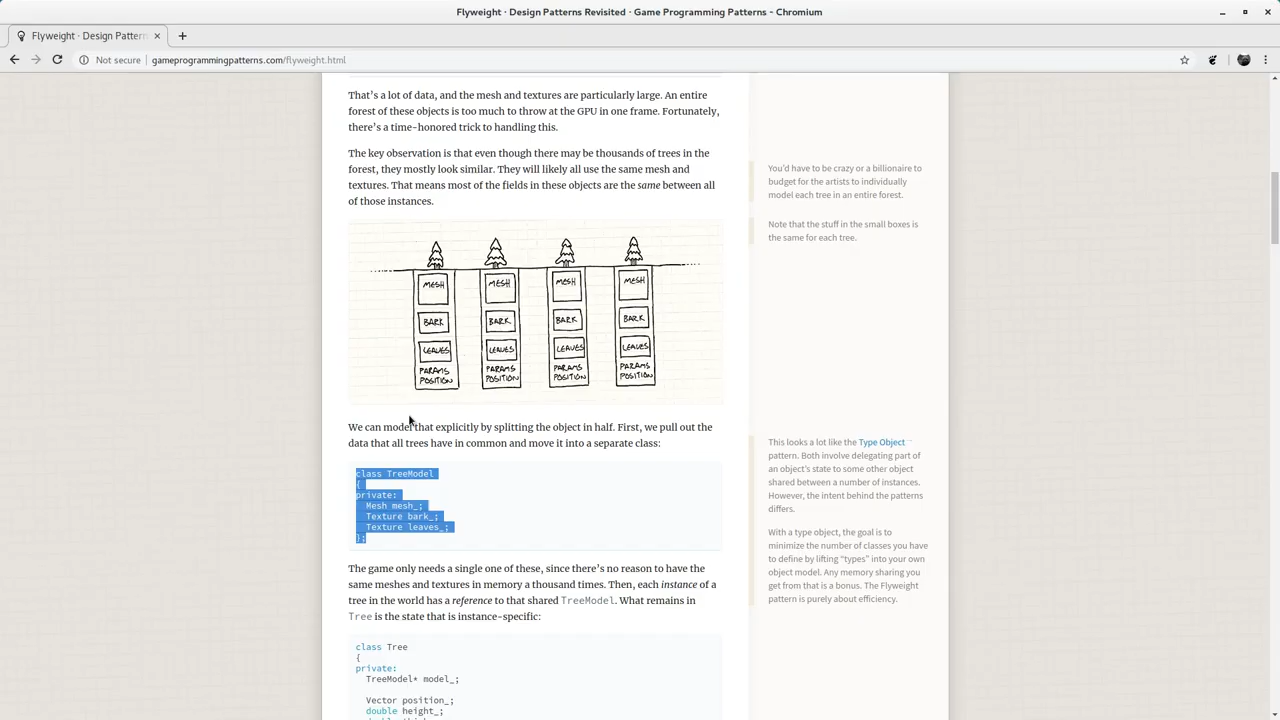 Flyweight · Design Patterns Revisited · Game Programming Patterns - Chromium
Flyweight · Design Pattern
Not secure
gameprogrammingpatterns.com/flyweight.html
That’s a lot of data, and the mesh and textures are particularly large. An entire
forest of these objects is too much to throw at the GPU in one frame. Fortunately,
there’s a time-honored trick to handling this.
The key observation is that even though there may be thousands of trees in the
forest, they mostly look similar. They will likely all use the same mesh and
textures. That means most of the fields in these objects are the same between all
of those instances.
You’d have to be crazy or a billionaire to
budget for the artists to individually
model each tree in an entire forest.
Note that the stuff in the small boxes is
the same for each tree.
MESH MESH MESH MESH
BARK BARK BARK BARK
LEAVES LEAVES LEAVES LEAVES
PARAMS PARAMS PARAMS PARAMS
POSITION POSITION POSITION POSITION
We can model that explicitly by splitting the object in half. First, we pull out the
data that all trees have in common and move it into a separate class:
class TreeModel
{
private:
Mesh mesh_;
Texture bark_;
Texture leaves_;
};
This looks a lot like the Type Object
pattern. Both involve delegating part of
an object’s state to some other object
shared between a number of instances.
However, the intent behind the patterns
differs.
With a type object, the goal is to
minimize the number of classes you have
to define by lifting “types” into your own
object model. Any memory sharing you
get from that is a bonus. The Flyweight
pattern is purely about efficiency.
The game only needs a single one of these, since there’s no reason to have the
same meshes and textures in memory a thousand times. Then, each instance of a
tree in the world has a reference to that shared TreeModel. What remains in
Tree is the state that is instance-specific:
class Tree
{
private:
TreeModel* model_;
Vector position_;
double height_;